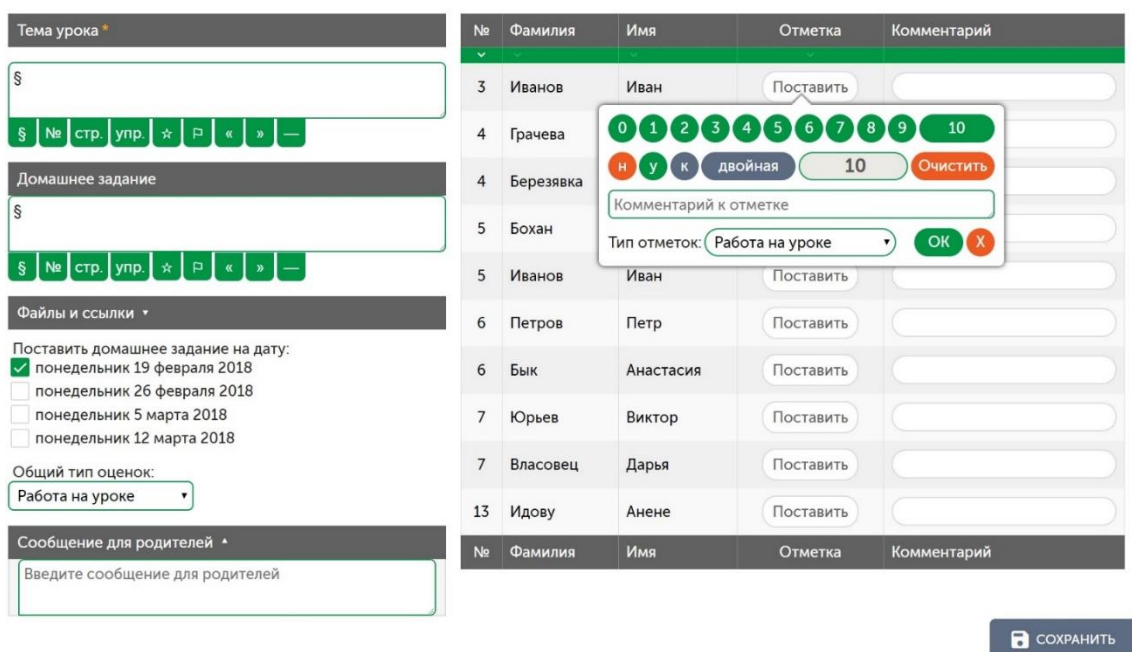 Тема урока *
§
§ № стр. упр. ☆ « » —
Домашнее задание
§
§ № стр. упр. ☆ « » —
Файлы и ссылки ▾
Поставить домашнее задание на дату:
понедельник 19 февраля 2018
понедельник 26 февраля 2018
понедельник 5 марта 2018
понедельник 12 марта 2018
Общий тип оценок:
Работа на уроке
Сообщение для родителей ▴
Введите сообщение для родителей
№ Фамилия Имя Отметка Комментарий
3 Иванов Иван Поставить
4 Грачева
4 Березявка
5 Бохан
5 Иванов Иван Поставить
6 Петров Петр Поставить
6 Бык Анастасия Поставить
7 Юрьев Виктор Поставить
7 Власовец Дарья Поставить
13 Идову Анене Поставить
№ Фамилия Имя Отметка Комментарий
0 1 2 3 4 5 6 7 8 9 10
н у к двойная 10 Очистить
Комментарий к отметке
Тип отметок: Работа на уроке ОК X
СОХРАНИТЬ